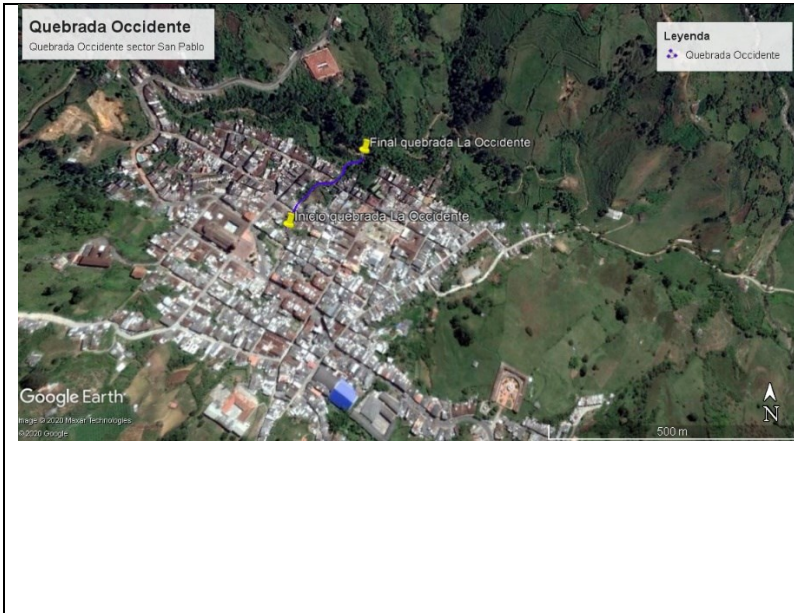 Quebrada Occidente
Quebrada Occidente sector San Pablo
Leyenda
Quebrada Occidente
Final quebrada La Occidente
Inicio quebrada La Occidente
Google Earth
Image © 2020 Maxar Technologies
© 2020 Google
500 m
N